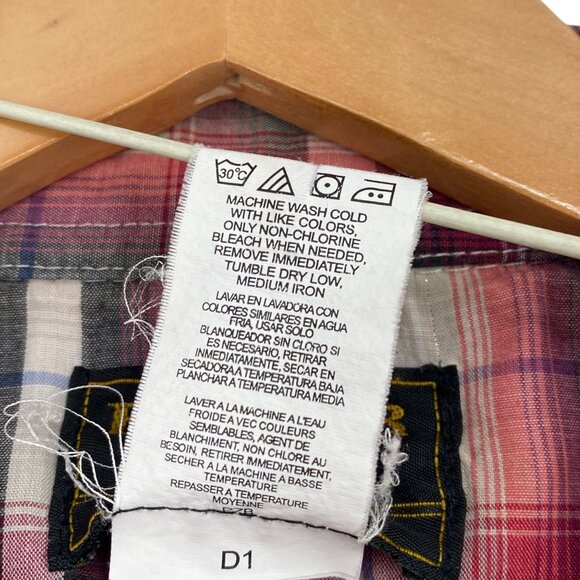 30°C
MACHINE WASH COLD
WITH LIKE COLORS,
ONLY NON-CHLORINE
BLEACH WHEN NEEDED,
REMOVE IMMEDIATELY
TUMBLE DRY LOW,
MEDIUM IRON
LAVAR EN LAVADORA CON
COLORES SIMILARES EN AGUA
FRIA, USAR SOLO
BLANQUEADOR SIN CLORO SI
ES NECESARIO, RETIRAR
INMEDIATAMENTE, SECAR EN
SECADORA A TEMPERATURA BAJA
PLANCHAR A TEMPERATURA MEDIA
LAVER A LA MACHINE A L'EAU
FROIDE A VEC COULEURS
SEMBLABLES, AGENT DE
BLANCHIMENT, NON CHLORE AU
BESOIN, RETIRER IMMEDIATEMENT,
SECHER A LA MACHINE A BASSE
TEMPERATURE
REPASSER A TEMPERATURE
MOYENNE
D1